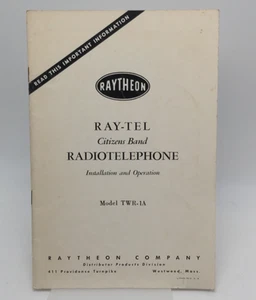 READ THIS IMPORTANT INFORMATION
RAYTHEON
RAY-TEL
Citizens Band
RADIOTELEPHONE
Installation and Operation
Model TWR-1A
RAYTHEON COMPANY
Distributor Products Division
411 Providence Turnpike Westwood, Mass.